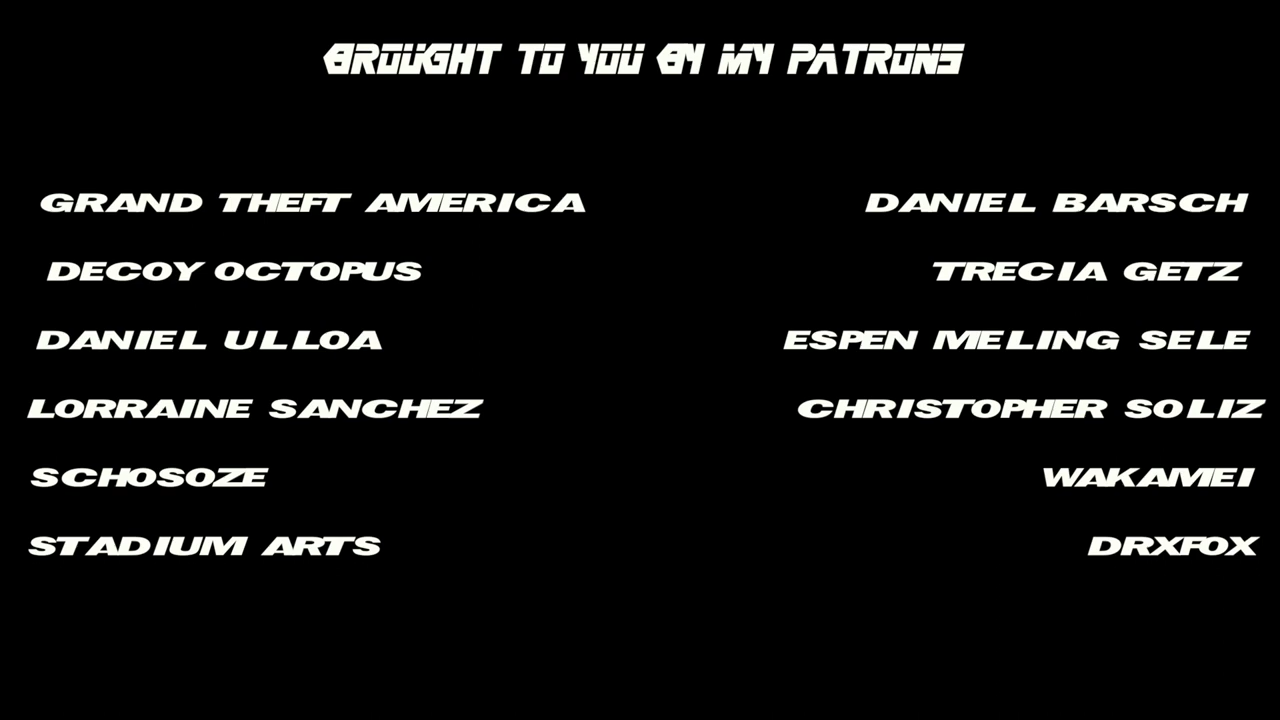 BROUGHT TO YOU BY MY PATRONS
GRAND THEFT AMERICA
DANIEL BARSCH
DECOY OCTOPUS
TRECIA GETZ
DANIEL ULLOA
ESPEN MELING SELE
LORRAINE SANCHEZ
CHRISTOPHER SOLIZ
SCHOSOZE
WAKAMEI
STADIUM ARTS
DRXFOX